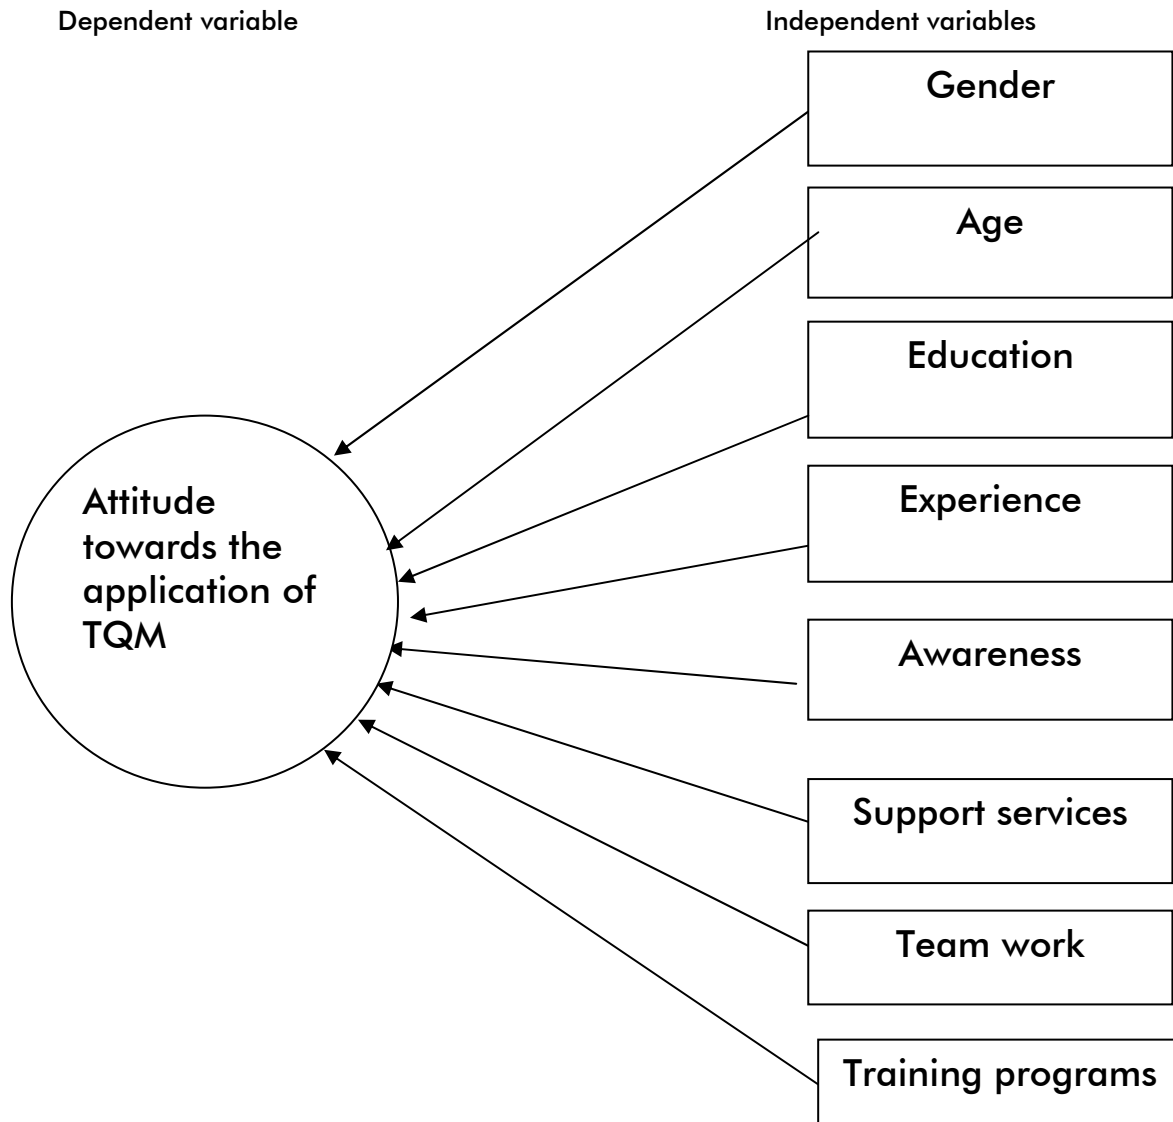 Dependent variable
Independent variables
Gender
Age
Education
Experience
Attitude
towards the
application of
TQM
Awareness
Support services
Team work
Training programs